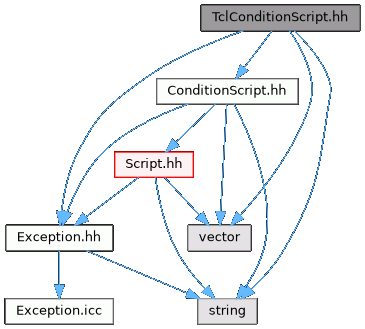 TclConditionScript.hh
ConditionScript.hh
Script.hh
Exception.hh
vector
Exception.icc
string